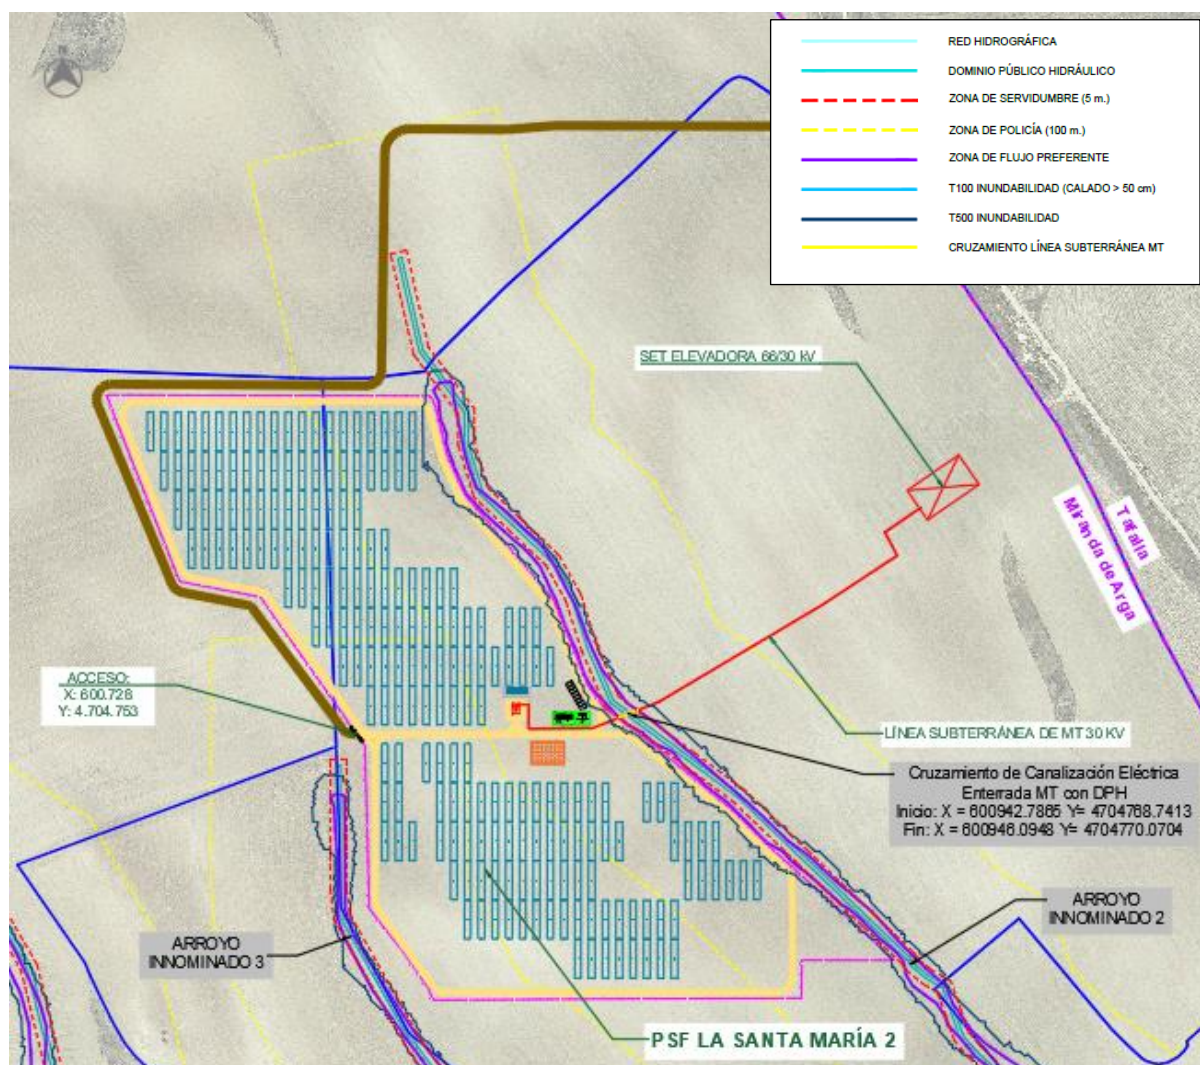 RED HIDROGRÁFICA
DOMINIO PÚBLICO HIDRÁULICO
ZONA DE SERVIDUMBRE (5 m.)
ZONA DE POLICÍA (100 m.)
ZONA DE FLUJO PREFERENTE
T100 INUNDABILIDAD (CALADO > 50 cm)
T500 INUNDABILIDAD
CRUZAMIENTO LÍNEA SUBTERRÁNEA MT
SET ELEVADORA 66/30 kV
Tafalla
Miranda de Arga
ACCESO:
X: 600.728
Y: 4.704.753
LÍNEA SUBTERRÁNEA DE MT 30 KV
Cruzamiento de Canalización Eléctrica
Enterrada MT con DPH
Inicio: X = 600942.7865 Y= 4704768.7413
Fin: X = 600946.0948 Y= 4704770.0704
ARROYO
INNOMINADO 2
ARROYO
INNOMINADO 3
PSF LA SANTA MARÍA 2